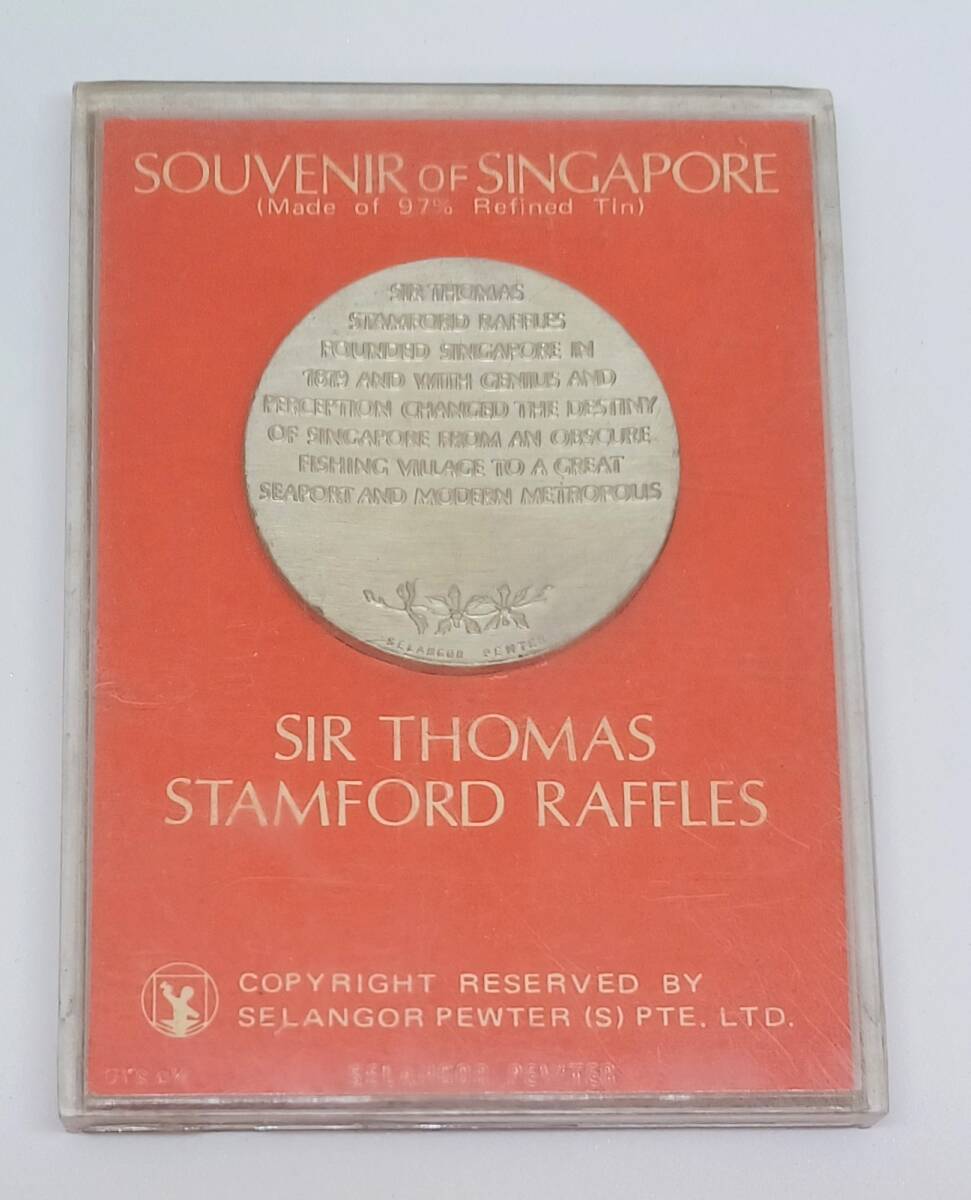 SOUVENIR OF SINGAPORE
(Made of 97% Refined Tin)
SIR THOMAS
STAMFORD RAFFLES
FOUNDED SINGAPORE IN
1819 AND WITH GENIUS AND
PERCEPTION CHANGED THE DESTINY
OF SINGAPORE FROM AN OBSCURE
FISHING VILLAGE TO A GREAT
SEAPORT AND MODERN METROPOLIS
SELANGOR PEWTER
SIR THOMAS
STAMFORD RAFFLES
COPYRIGHT RESERVED BY
SELANGOR PEWTER (S) PTE. LTD.
SELANGOR PEWTER